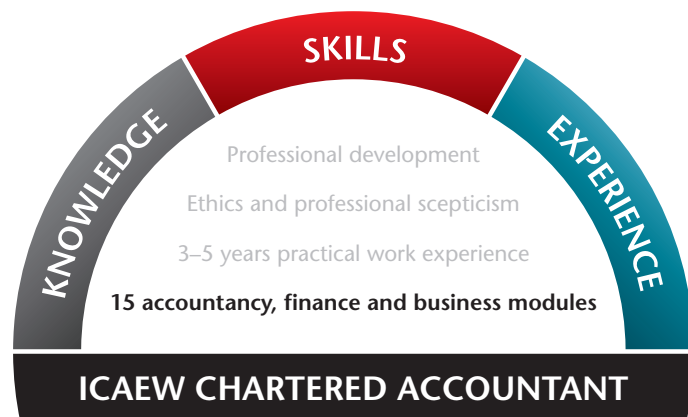 SKILLS
KNOWLEDGE
EXPERIENCE
Professional development
Ethics and professional scepticism
3–5 years practical work experience
15 accountancy, finance and business modules
ICAEW CHARTERED ACCOUNTANT